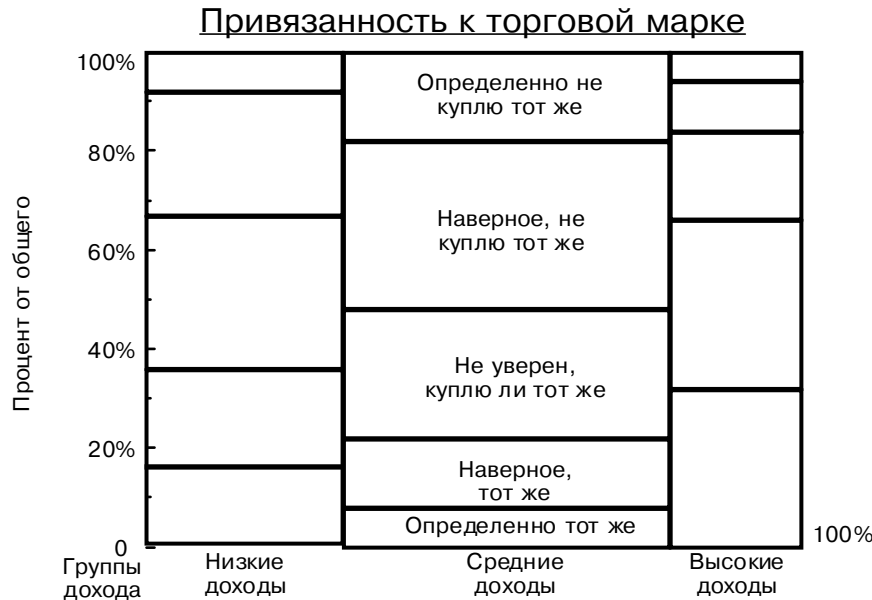 Привязанность к торговой марке
Процент от общего
100%
80%
60%
40%
20%
0
Определенно не
куплю тот же
Наверное, не
куплю тот же
Не уверен,
куплю ли тот же
Наверное,
тот же
Определенно тот же
100%
Группы
дохода
Низкие
доходы
Средние
доходы
Высокие
доходы